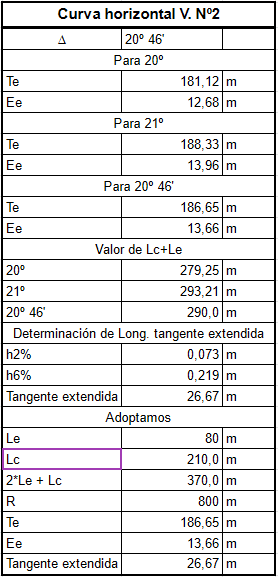 Curva horizontal V. Nº2
Δ 20º 46'
Para 20º
Te 181,12 m
Ee 12,68 m
Para 21º
Te 188,33 m
Ee 13,96 m
Para 20º 46'
Te 186,65 m
Ee 13,66 m
Valor de Lc+Le
20º 279,25 m
21º 293,21 m
20º 46' 290,0 m
Determinación de Long. tangente extendida
h2% 0,073 m
h6% 0,219 m
Tangente extendida 26,67 m
Adoptamos
Le 80 m
Lc 210,0 m
2*Le + Lc 370,0 m
R 800 m
Te 186,65 m
Ee 13,66 m
Tangente extendida 26,67 m